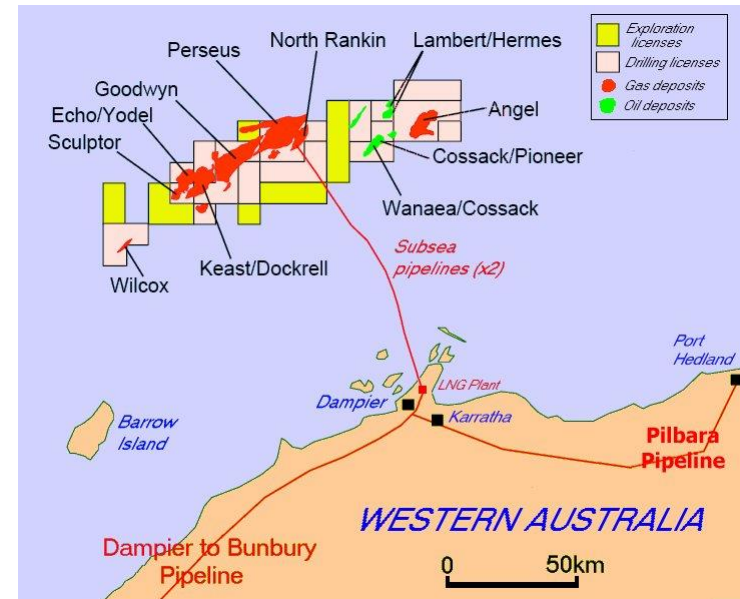 Exploration
licenses
Drilling licenses
Gas deposits
Oil deposits
North Rankin
Lambert/Hermes
Perseus
Goodwyn
Echo/Yodel
Sculptor
Angel
Cossack/Pioneer
Wanaea/Cossack
Keast/Dockrell
Wilcox
Subsea
pipelines (x2)
Port
Hedland
LNG Plant
Dampier
Karratha
Barrow
Island
Pilbara
Pipeline
WESTERN AUSTRALIA
Dampier to Bunbury
Pipeline
0 50km